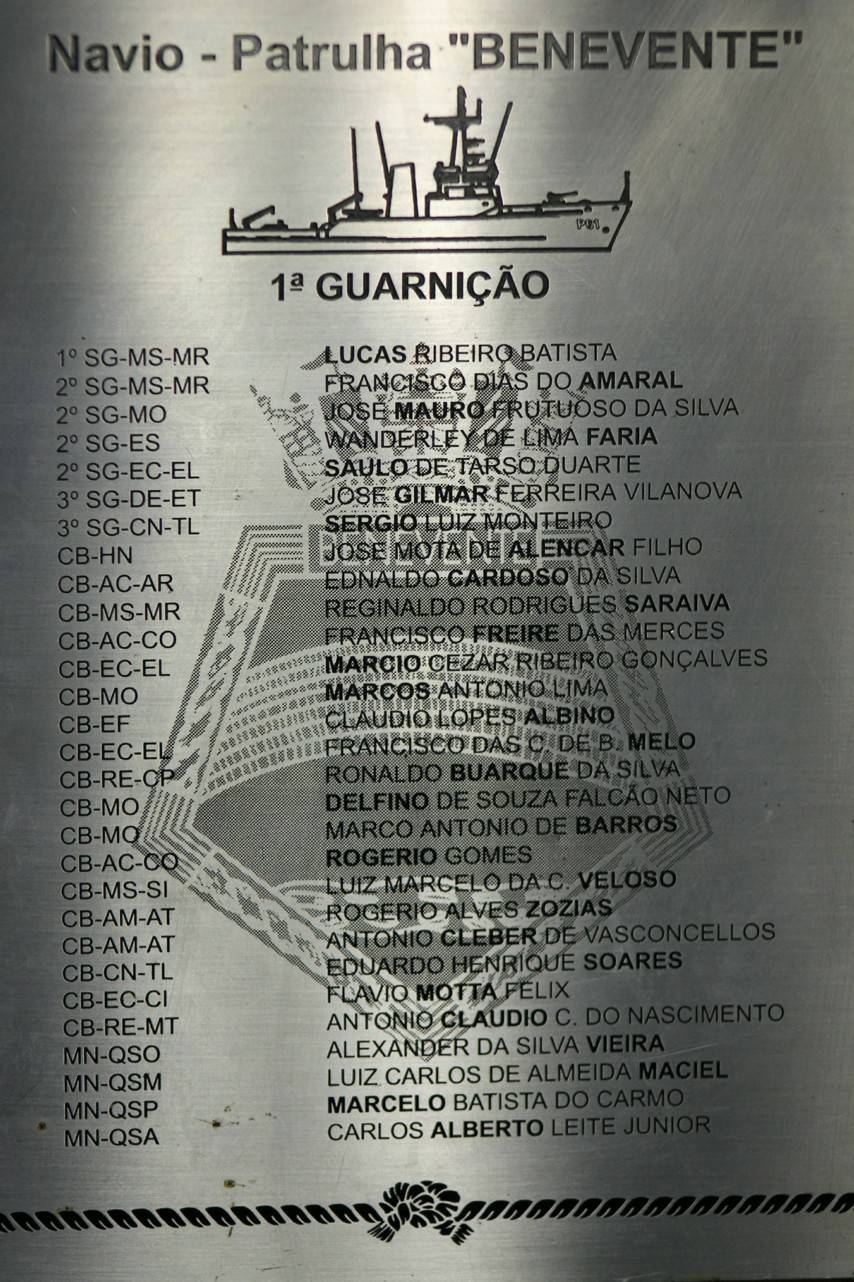 Navio - Patrulha "BENEVENTE"
P61
1ª GUARNIÇÃO
1º SG-MS-MR LUCAS RIBEIRO BATISTA
2º SG-MS-MR FRANCISCO DIAS DO AMARAL
2º SG-MO JOSE MAURO FRUTUOSO DA SILVA
2º SG-ES WANDERLEY DE LIMA FARIA
2º SG-EC-EL SAULO DE TARSO DUARTE
3º SG-DE-ET JOSE GILMAR FERREIRA VILANOVA
3º SG-CN-TL SERGIO LUIZ MONTEIRO
CB-HN JOSE MOTA DE ALENCAR FILHO
CB-AC-AR EDNALDO CARDOSO DA SILVA
CB-MS-MR REGINALDO RODRIGUES SARAIVA
CB-AC-CO FRANCISCO FREIRE DAS MERCES
CB-EC-EL MARCIO CEZAR RIBEIRO GONÇALVES
CB-MO MARCOS ANTONIO LIMA
CB-EF CLAUDIO LOPES ALBINO
CB-EC-EL FRANCISCO DAS C. DE B. MELO
CB-RE-CP RONALDO BUARQUE DA SILVA
CB-MO DELFINO DE SOUZA FALCÃO NETO
CB-MO MARCO ANTONIO DE BARROS
CB-AC-CO ROGERIO GOMES
CB-MS-SI LUIZ MARCELO DA C. VELOSO
CB-AM-AT ROGERIO ALVES ZOZIAS
CB-AM-AT ANTONIO CLEBER DE VASCONCELLOS
CB-CN-TL EDUARDO HENRIQUE SOARES
CB-EC-CI FLAVIO MOTTA FELIX
CB-RE-MT ANTONIO CLAUDIO C. DO NASCIMENTO
MN-QSO ALEXANDER DA SILVA VIEIRA
MN-QSM LUIZ CARLOS DE ALMEIDA MACIEL
MN-QSP MARCELO BATISTA DO CARMO
MN-QSA CARLOS ALBERTO LEITE JUNIOR